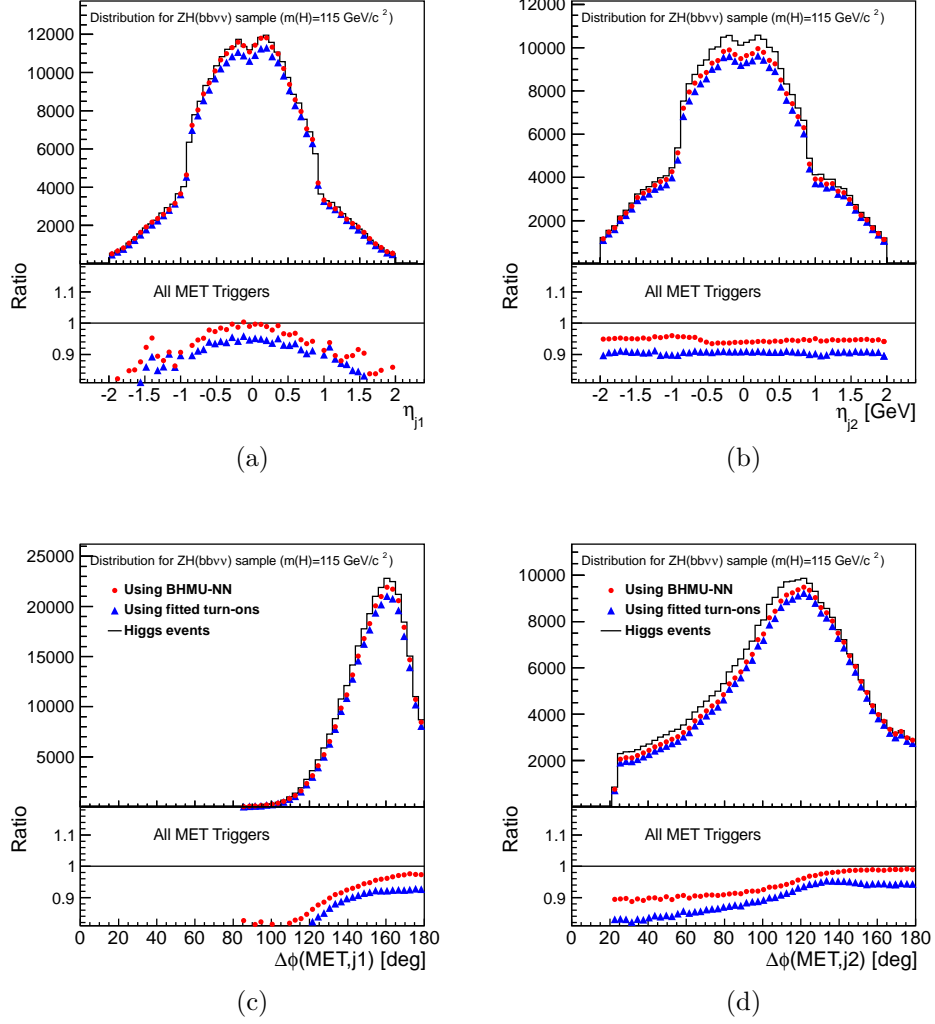 Distribution for ZH(bbνν) sample (m(H)=115 GeV/c²)
12000
10000
8000
6000
4000
2000
Ratio
All MET Triggers
1.1
1
0.9
-2 -1.5 -1 -0.5 0 0.5 1 1.5 2
η_j1
(a)
Distribution for ZH(bbνν) sample (m(H)=115 GeV/c²)
12000
10000
8000
6000
4000
2000
Ratio
All MET Triggers
1.1
1
0.9
-2 -1.5 -1 -0.5 0 0.5 1 1.5 2
η_j2 [GeV]
(b)
Distribution for ZH(bbνν) sample (m(H)=115 GeV/c²)
25000
20000
15000
10000
5000
Using BHMU-NN
Using fitted turn-ons
Higgs events
Ratio
All MET Triggers
1.1
1
0.9
0 20 40 60 80 100 120 140 160 180
Δϕ(MET,j1) [deg]
(c)
Distribution for ZH(bbνν) sample (m(H)=115 GeV/c²)
10000
8000
6000
4000
2000
0
Using BHMU-NN
Using fitted turn-ons
Higgs events
Ratio
All MET Triggers
1.1
1
0.9
0 20 40 60 80 100 120 140 160 180
Δϕ(MET,j2) [deg]
(d)